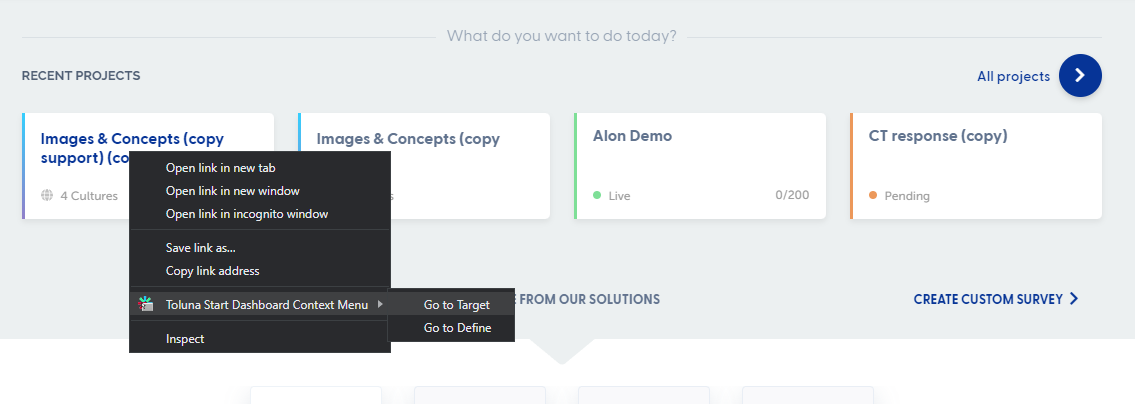 What do you want to do today?
RECENT PROJECTS
All projects
Images & Concepts (copy
support) (co
4 Cultures
Images & Concepts (copy
Alon Demo
Live
0/200
CT response (copy)
Pending
Open link in new tab
Open link in new window
Open link in incognito window
Save link as...
Copy link address
Toluna Start Dashboard Context Menu
Inspect
Go to Target
Go to Define
FROM OUR SOLUTIONS
CREATE CUSTOM SURVEY